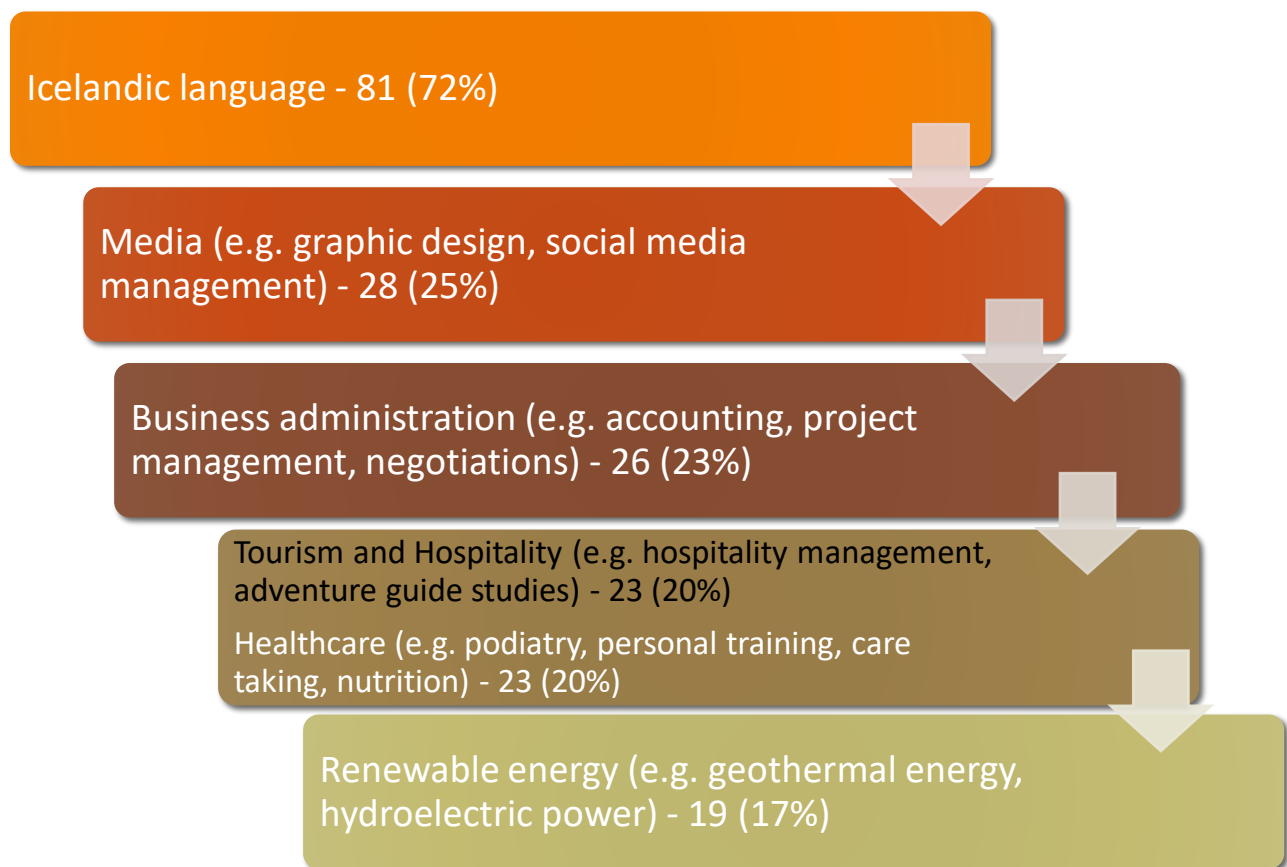 Icelandic language - 81 (72%)
Media (e.g. graphic design, social media
management) - 28 (25%)
Business administration (e.g. accounting, project
management, negotiations) - 26 (23%)
Tourism and Hospitality (e.g. hospitality management,
adventure guide studies) - 23 (20%)
Healthcare (e.g. podiatry, personal training, care
taking, nutrition) - 23 (20%)
Renewable energy (e.g. geothermal energy,
hydroelectric power) - 19 (17%)